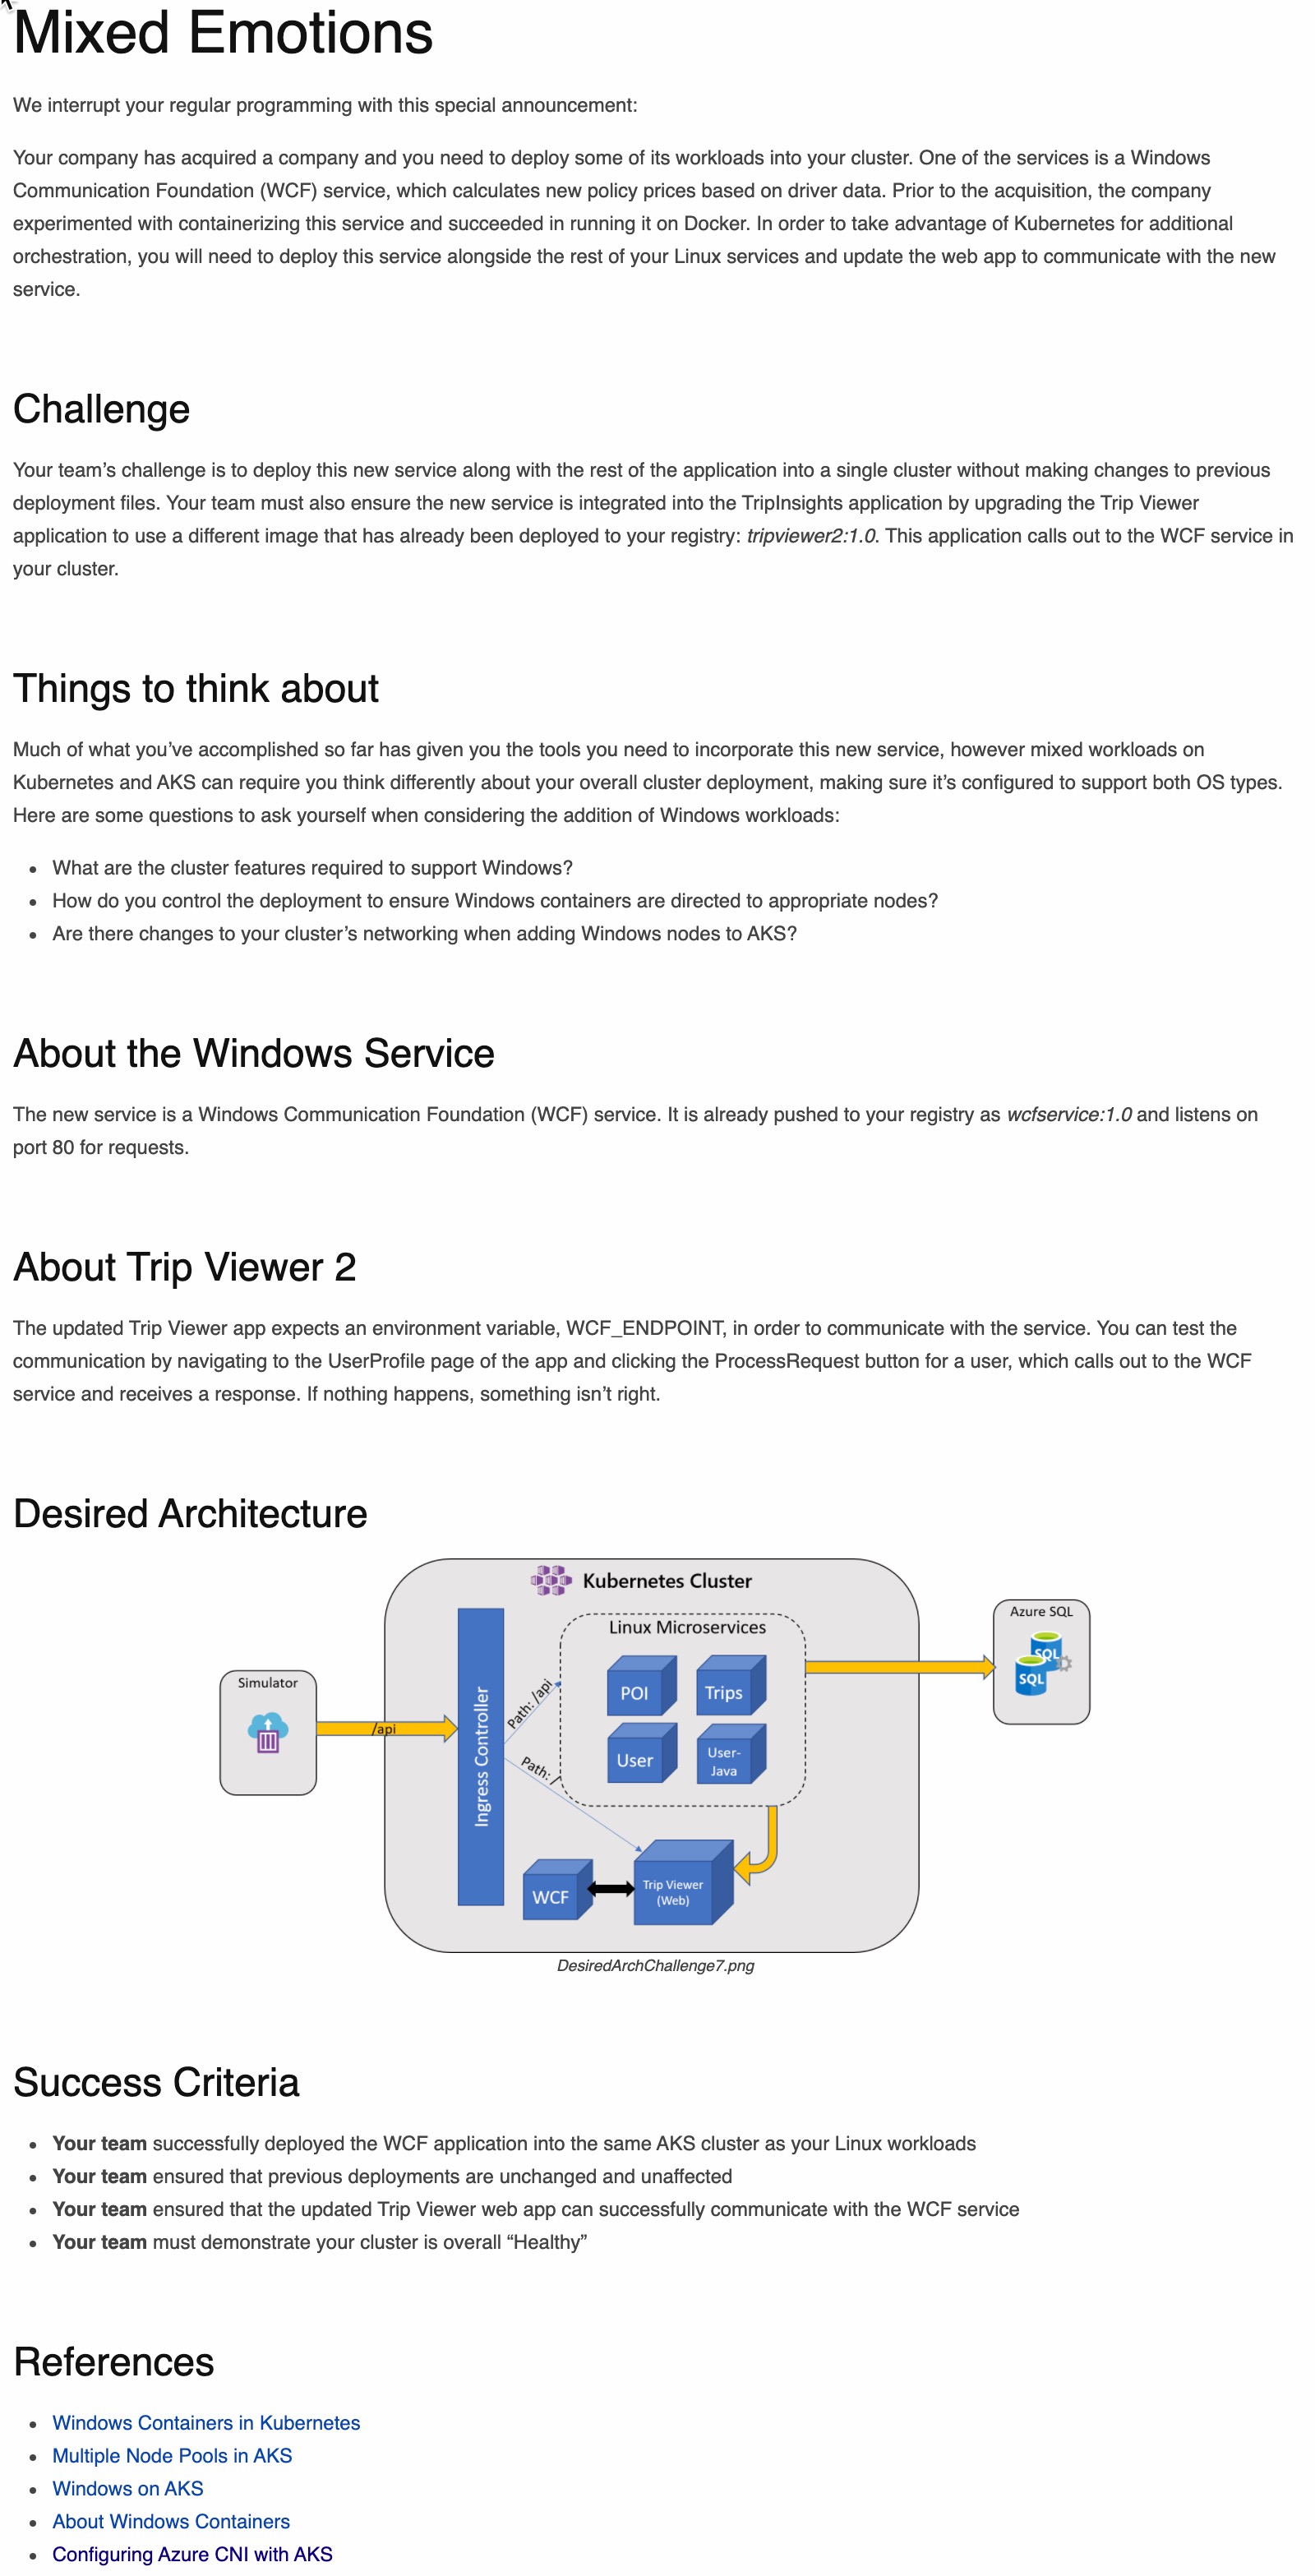 Mixed Emotions
We interrupt your regular programming with this special announcement:
Your company has acquired a company and you need to deploy some of its workloads into your cluster. One of the services is a Windows
Communication Foundation (WCF) service, which calculates new policy prices based on driver data. Prior to the acquisition, the company
experimented with containerizing this service and succeeded in running it on Docker. In order to take advantage of Kubernetes for additional
orchestration, you will need to deploy this service alongside the rest of your Linux services and update the web app to communicate with the new
service.
Challenge
Your team’s challenge is to deploy this new service along with the rest of the application into a single cluster without making changes to previous
deployment files. Your team must also ensure the new service is integrated into the TripInsights application by upgrading the Trip Viewer
application to use a different image that has already been deployed to your registry: tripviewer2:1.0. This application calls out to the WCF service in
your cluster.
Things to think about
Much of what you’ve accomplished so far has given you the tools you need to incorporate this new service, however mixed workloads on
Kubernetes and AKS can require you think differently about your overall cluster deployment, making sure it’s configured to support both OS types.
Here are some questions to ask yourself when considering the addition of Windows workloads:
• What are the cluster features required to support Windows?
• How do you control the deployment to ensure Windows containers are directed to appropriate nodes?
• Are there changes to your cluster’s networking when adding Windows nodes to AKS?
About the Windows Service
The new service is a Windows Communication Foundation (WCF) service. It is already pushed to your registry as wcfservice:1.0 and listens on
port 80 for requests.
About Trip Viewer 2
The updated Trip Viewer app expects an environment variable, WCF_ENDPOINT, in order to communicate with the service. You can test the
communication by navigating to the UserProfile page of the app and clicking the ProcessRequest button for a user, which calls out to the WCF
service and receives a response. If nothing happens, something isn’t right.
Desired Architecture
Kubernetes Cluster
Azure SQL
SQL
SQL
Linux Microservices
Simulator
/api
Ingress Controller
Path: /api
Path: /
POI
Trips
User
User-
Java
WCF
Trip Viewer
(Web)
DesiredArchChallenge7.png
Success Criteria
• Your team successfully deployed the WCF application into the same AKS cluster as your Linux workloads
• Your team ensured that previous deployments are unchanged and unaffected
• Your team ensured that the updated Trip Viewer web app can successfully communicate with the WCF service
• Your team must demonstrate your cluster is overall “Healthy”
References
• Windows Containers in Kubernetes
• Multiple Node Pools in AKS
• Windows on AKS
• About Windows Containers
• Configuring Azure CNI with AKS